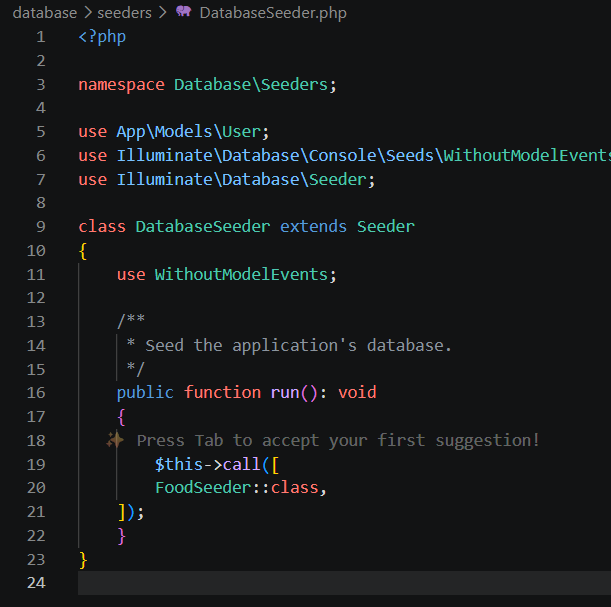 database > seeders > DatabaseSeeder.php
1 <?php
2
3 namespace Database\Seeders;
4
5 use App\Models\User;
6 use Illuminate\Database\Console\Seeds\WithoutModelEvents
7 use Illuminate\Database\Seeder;
8
9 class DatabaseSeeder extends Seeder
10 {
11     use WithoutModelEvents;
12
13     /**
14      * Seed the application's database.
15      */
16     public function run(): void
17     {
18     Press Tab to accept your first suggestion!
19         $this->call([
20         FoodSeeder::class,
21     ]);
22     }
23 }
24